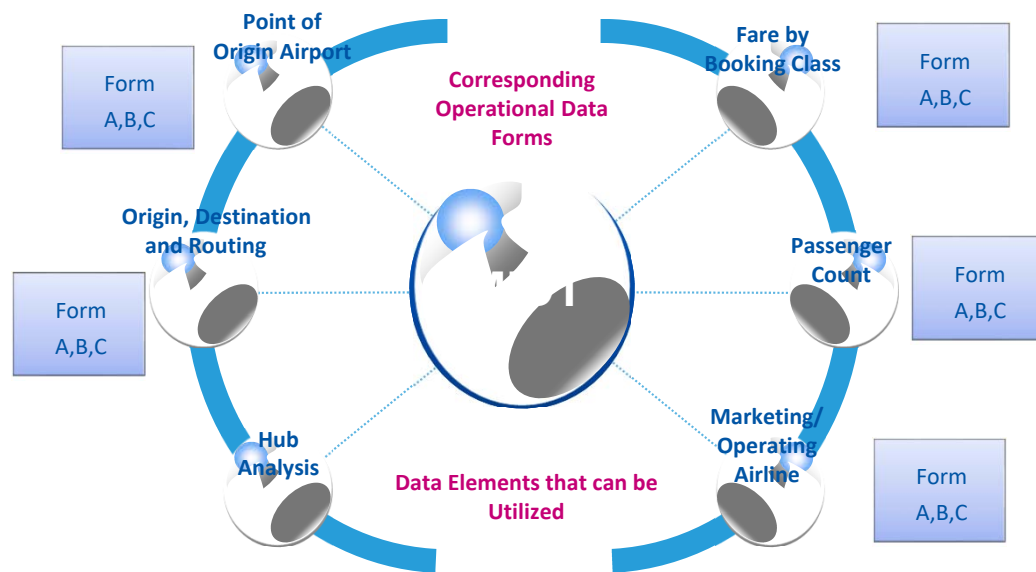 Point of
Origin Airport
Form
A,B,C
Corresponding
Operational Data
Forms
Fare by
Booking Class
Form
A,B,C
Origin, Destination
and Routing
Form
A,B,C
Passenger
Count
Form
A,B,C
Hub
Analysis
Data Elements that can be
Utilized
Marketing/
Operating
Airline
Form
A,B,C